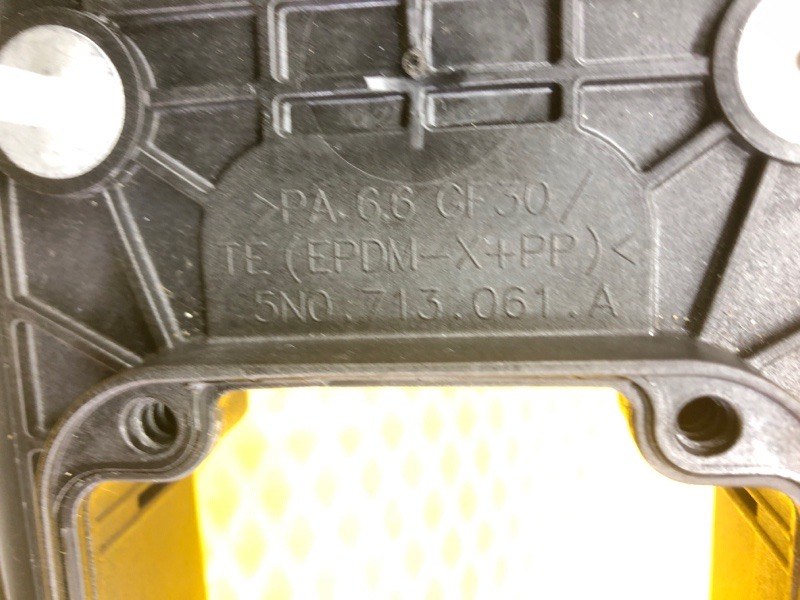 >PA.6.6 GF30/
TE(EPDM-X+PP)<
5N0.713.061.A